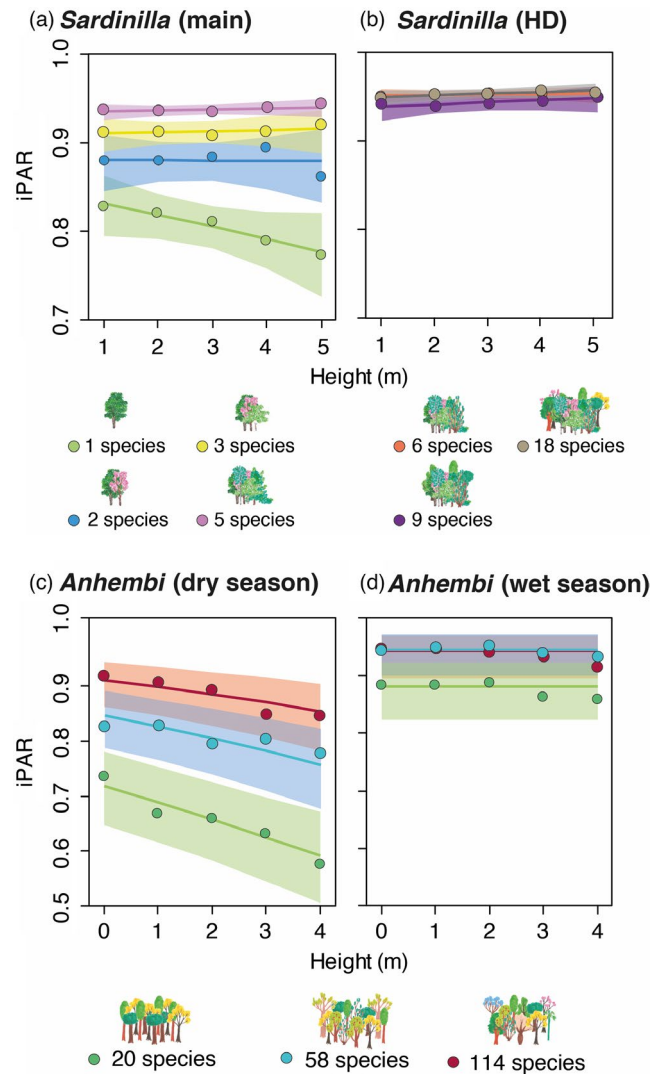 (a) Sardinilla (main)
(b) Sardinilla (HD)
iPAR
1.0
0.9
0.8
0.7
1 2 3 4 5
1 2 3 4 5
Height (m)
1 species
3 species
6 species
18 species
2 species
5 species
9 species
(c) Anhembi (dry season)
(d) Anhembi (wet season)
iPAR
1.0
0.9
0.8
0.7
0.6
0.5
0 1 2 3 4
0 1 2 3 4
Height (m)
20 species
58 species
114 species